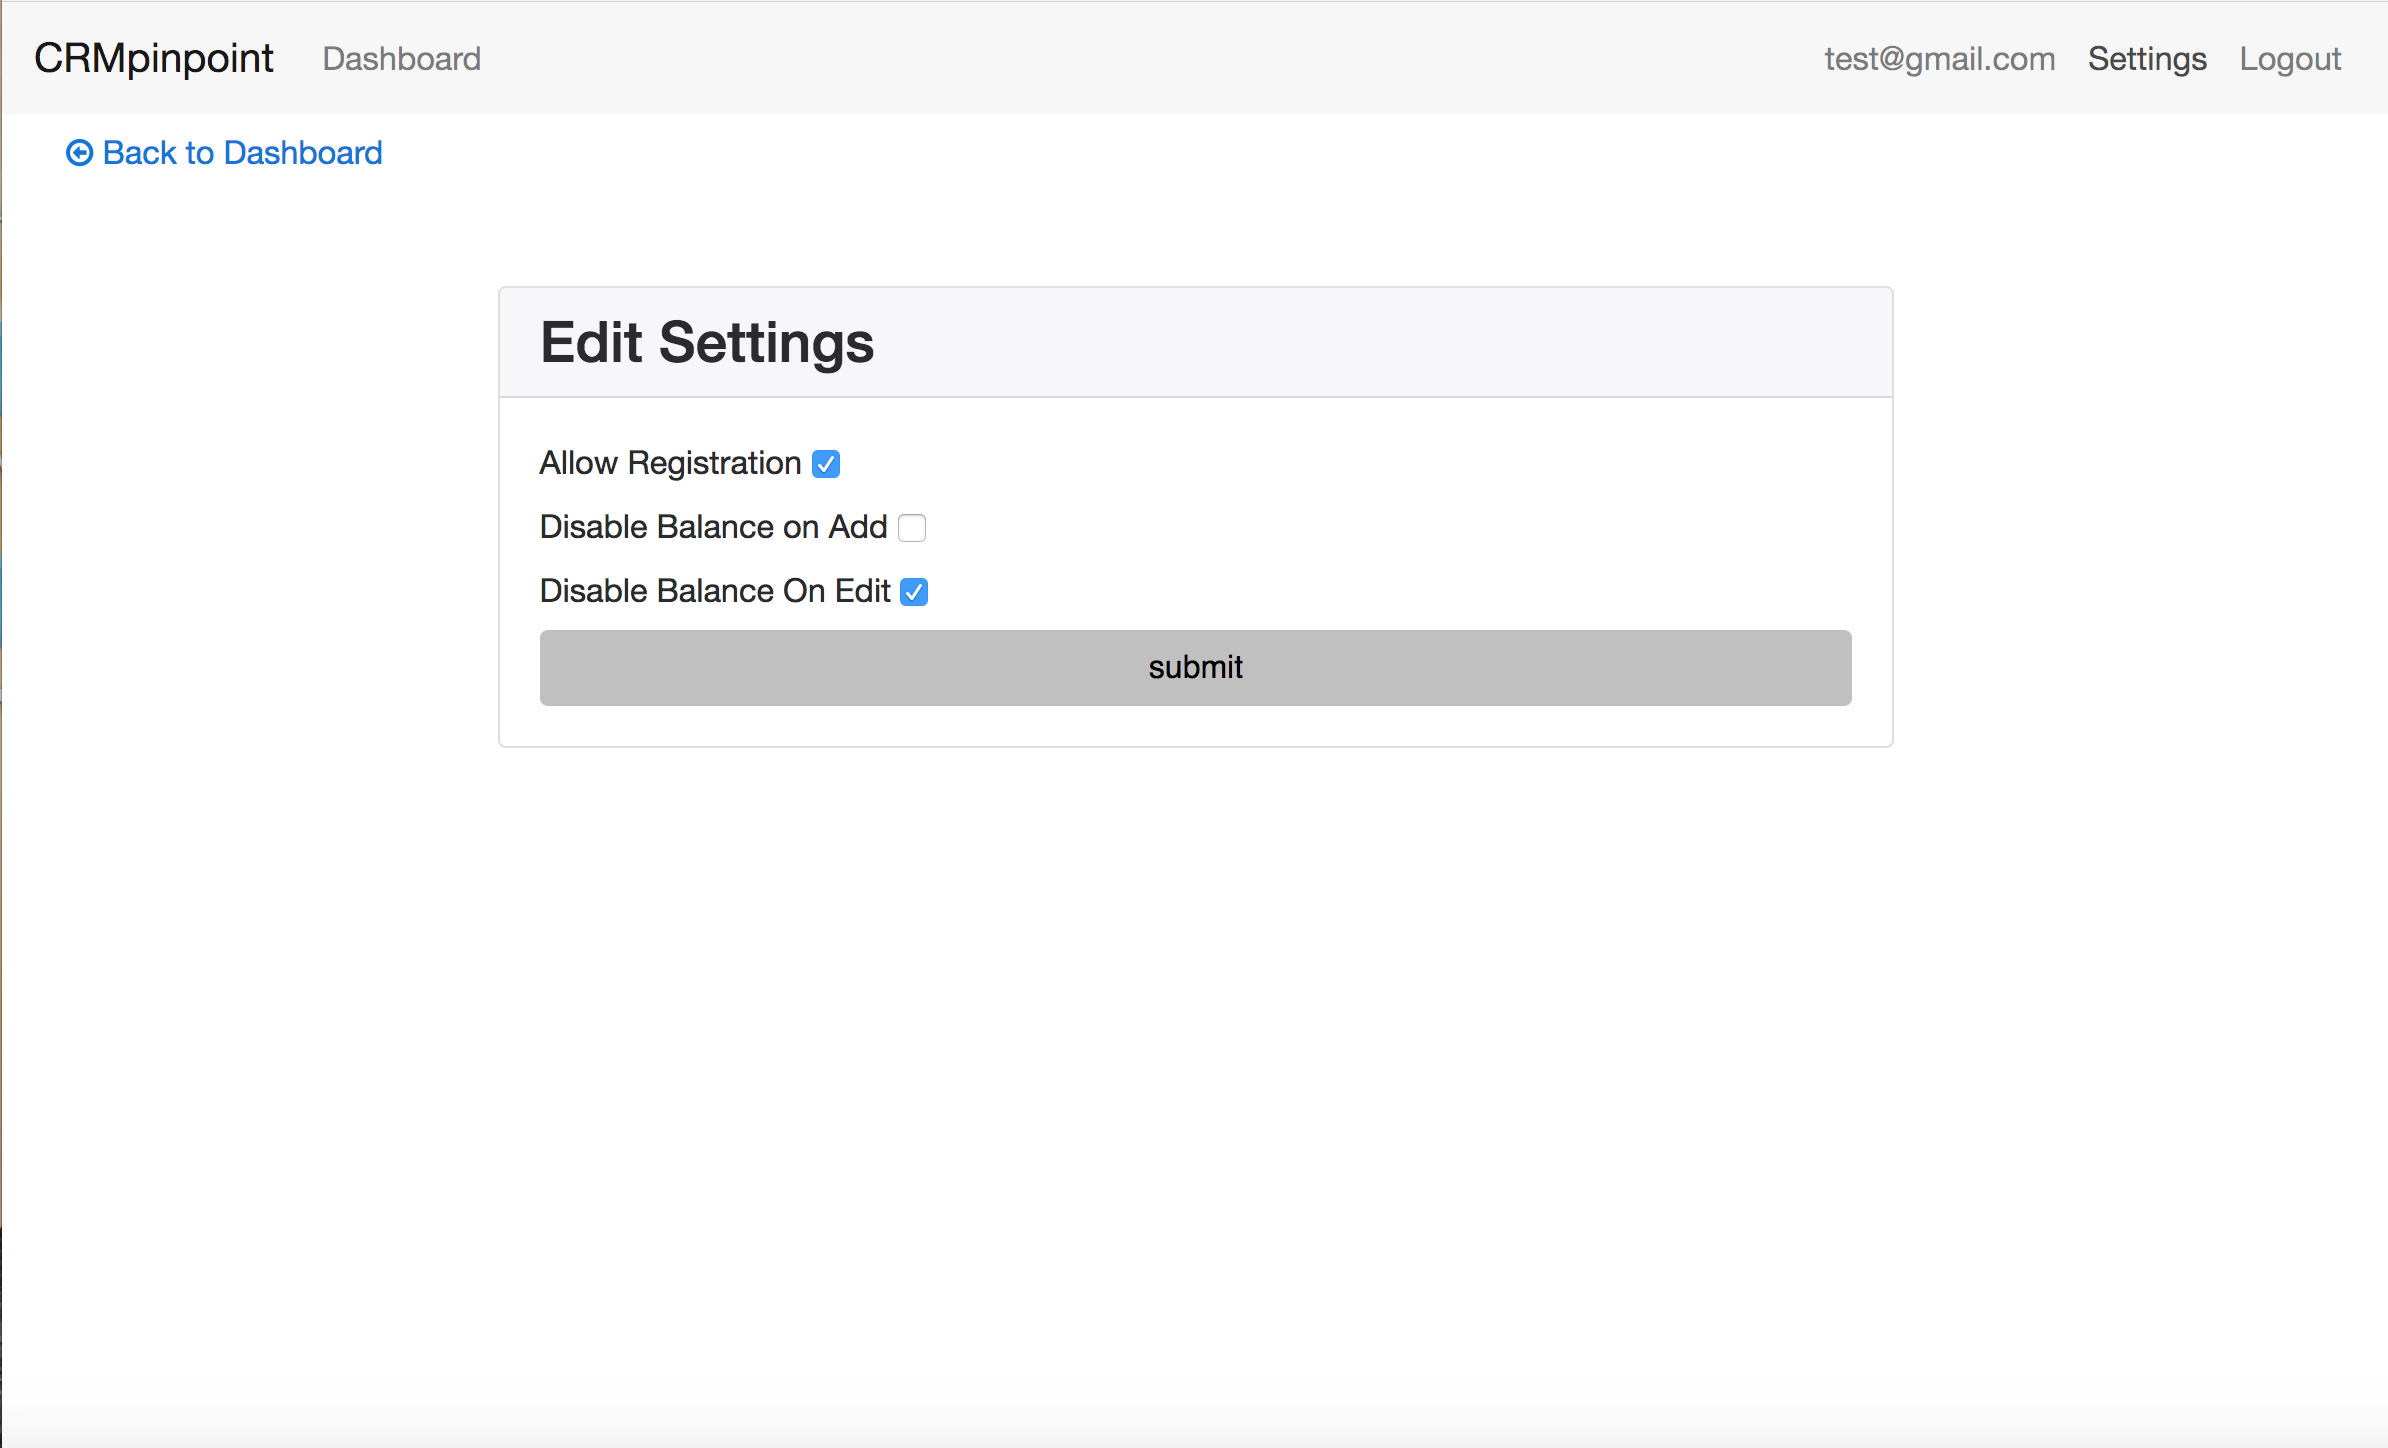 CRMpinpoint Dashboard test@gmail.com Settings Logout
Back to Dashboard
Edit Settings
Allow Registration
Disable Balance on Add
Disable Balance On Edit
submit